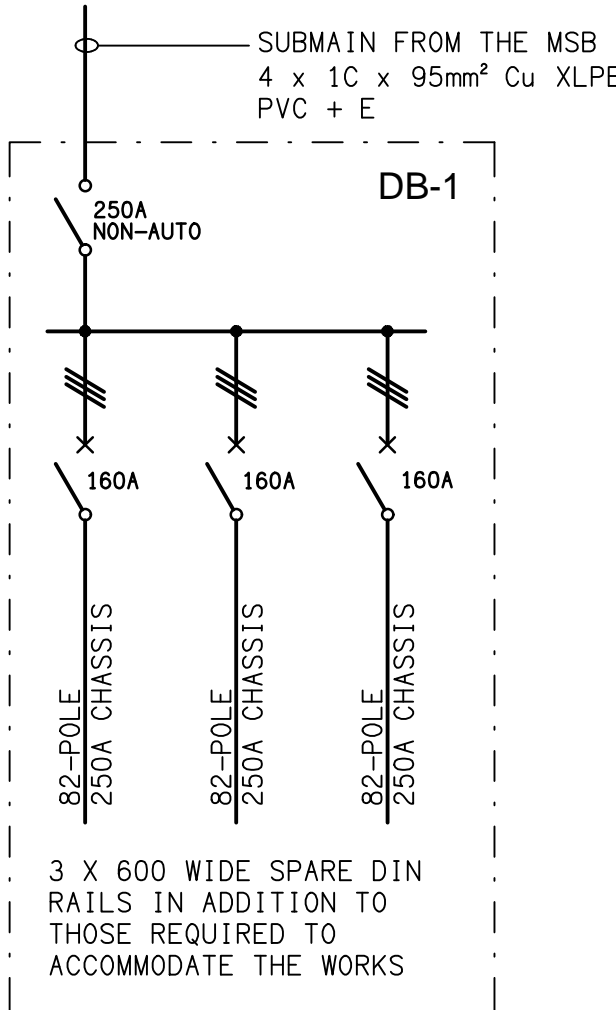 SUBMAIN FROM THE MSB
4 x 1C x 95mm² Cu XLPE
PVC + E
DB-1
250A
NON-AUTO
160A
160A
160A
82-POLE
250A CHASSIS
82-POLE
250A CHASSIS
82-POLE
250A CHASSIS
3 X 600 WIDE SPARE DIN
RAILS IN ADDITION TO
THOSE REQUIRED TO
ACCOMMODATE THE WORKS